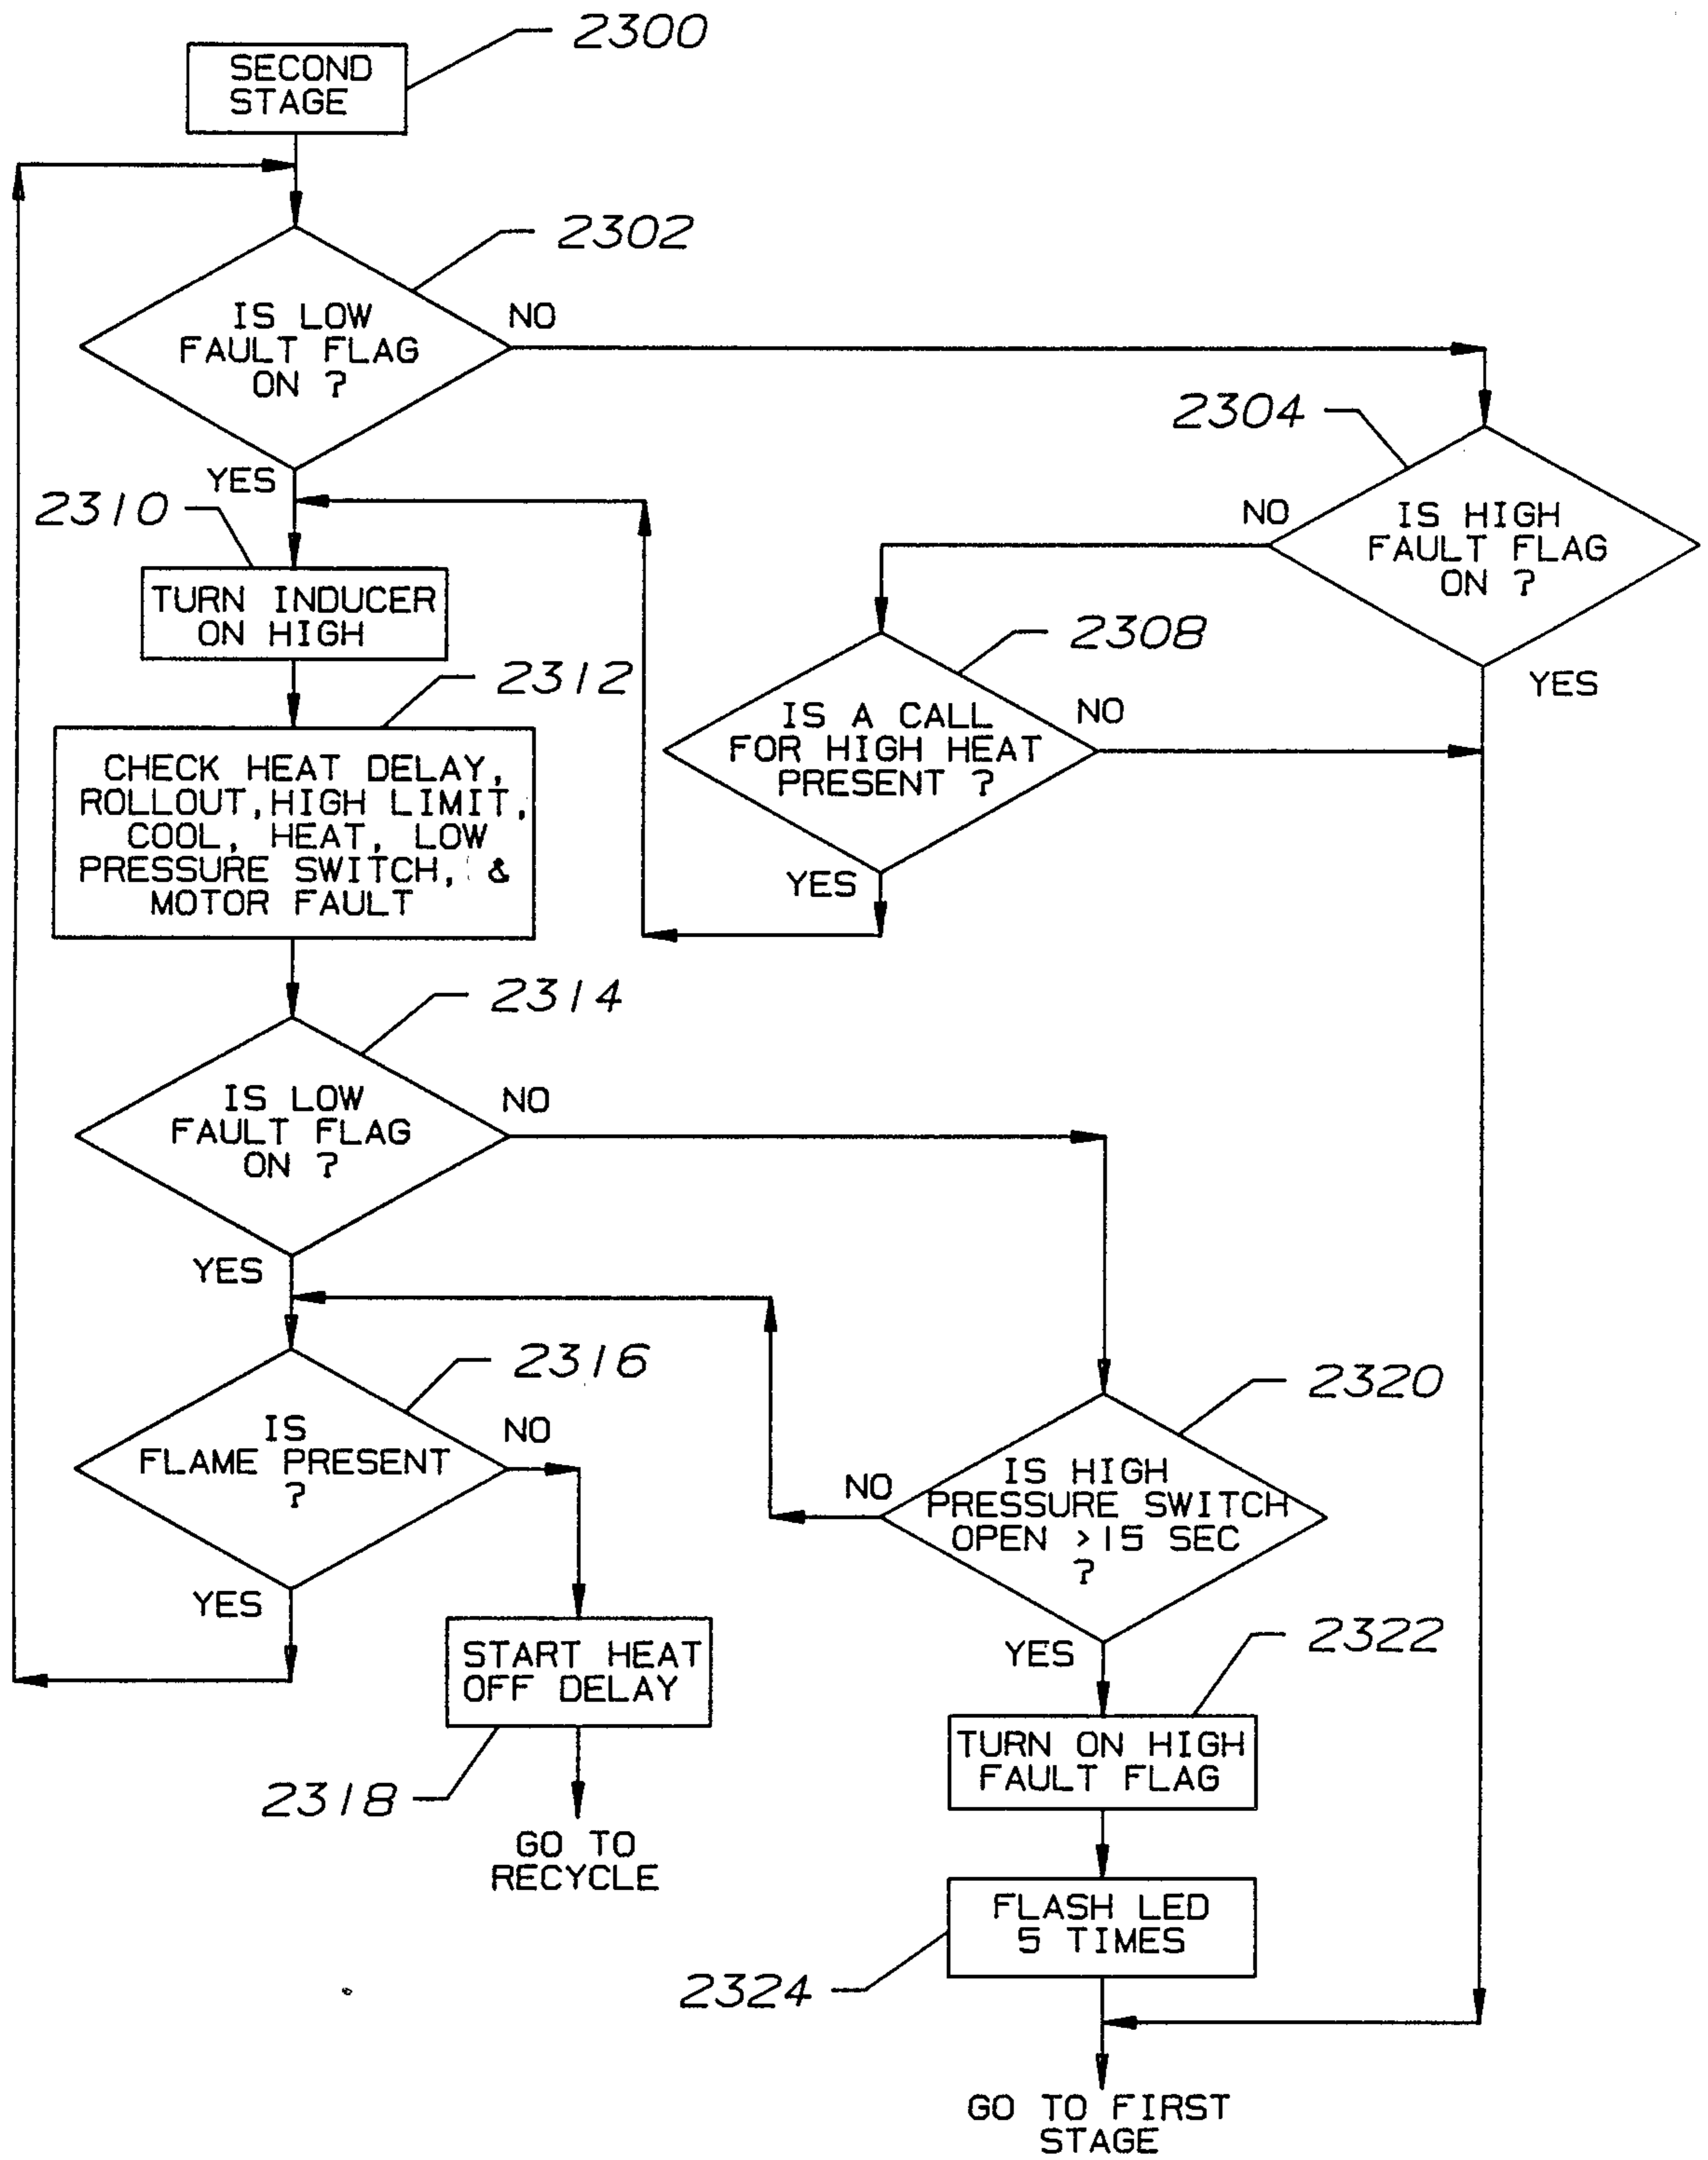 2300
SECOND
STAGE
2302
IS LOW
FAULT FLAG
ON ?
NO
YES
2304
IS HIGH
FAULT FLAG
ON ?
NO
YES
2308
IS A CALL
FOR HIGH HEAT
PRESENT ?
NO
YES
2310
TURN INDUCER
ON HIGH
2312
CHECK HEAT DELAY,
ROLLOUT, HIGH LIMIT,
COOL, HEAT, LOW
PRESSURE SWITCH, &
MOTOR FAULT
2314
IS LOW
FAULT FLAG
ON ?
NO
YES
2316
IS
FLAME PRESENT
?
NO
YES
2320
IS HIGH
PRESSURE SWITCH
OPEN >15 SEC
?
NO
YES
START HEAT
OFF DELAY
2318
GO TO
RECYCLE
2322
TURN ON HIGH
FAULT FLAG
FLASH LED
5 TIMES
2324
GO TO FIRST
STAGE